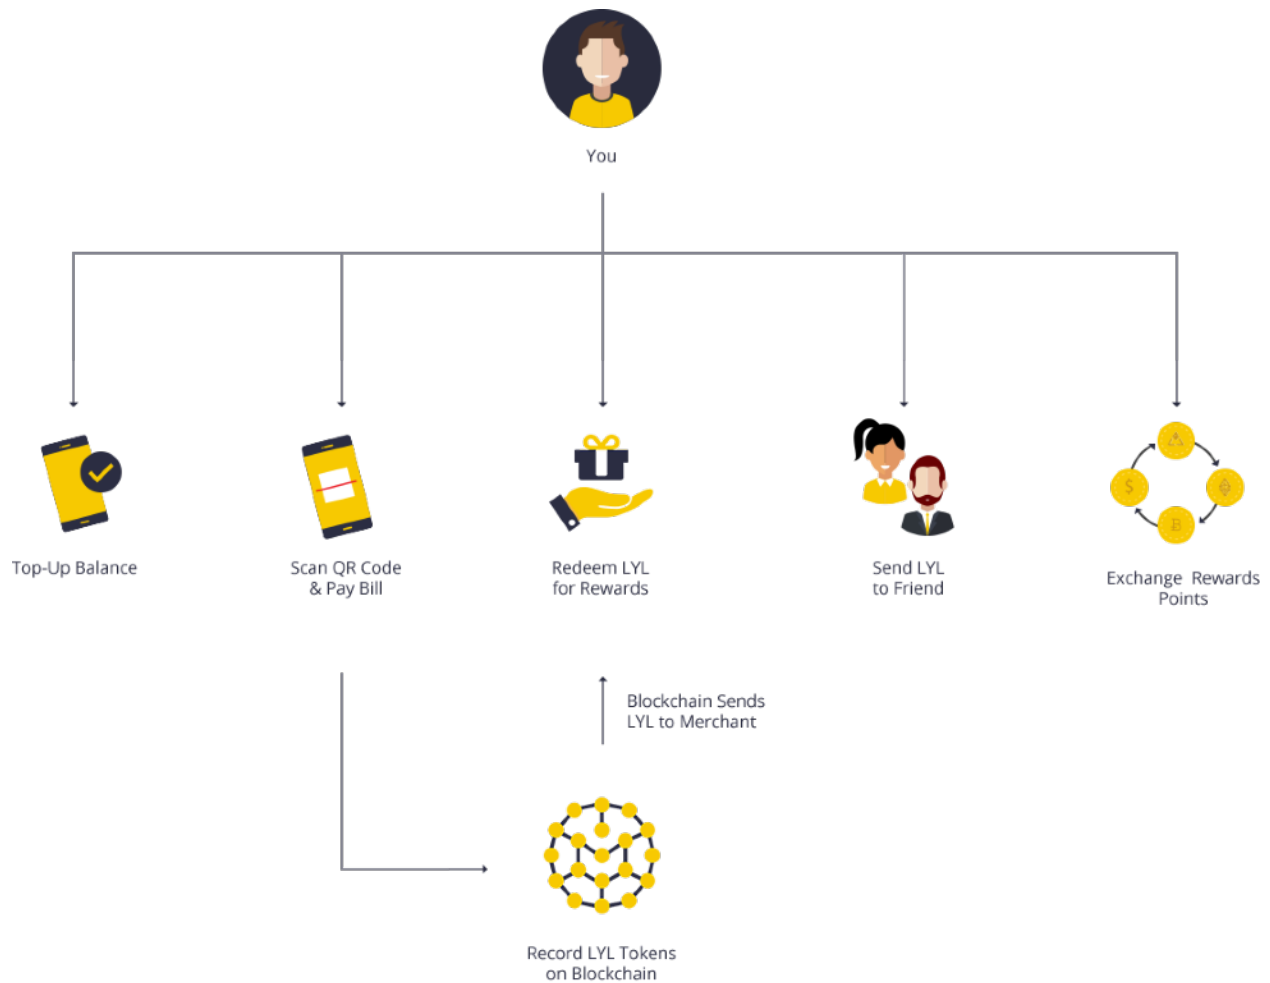 You
Top-Up Balance
Scan QR Code
& Pay Bill
Redeem LYL
for Rewards
Send LYL
to Friend
Exchange Rewards
Points
Blockchain Sends
LYL to Merchant
Record LYL Tokens
on Blockchain